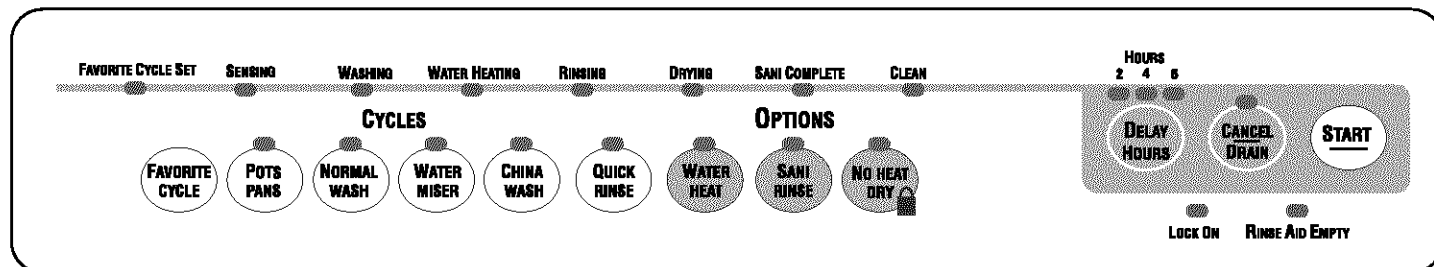 FAVORITE CYCLE SET SENSING WASHING WATER HEATING RINSING DRYING SANI COMPLETE CLEAN
HOURS
2 4 6
CYCLES OPTIONS
FAVORITE
CYCLE
POTS
PANS
NORMAL
WASH
WATER
MISER
CHINA
WASH
QUICK
RINSE
WATER
HEAT
SANI
RINSE
NO HEAT
DRY
DELAY
HOURS
CANCEL
DRAIN
START
LOCK ON RINSE AID EMPTY